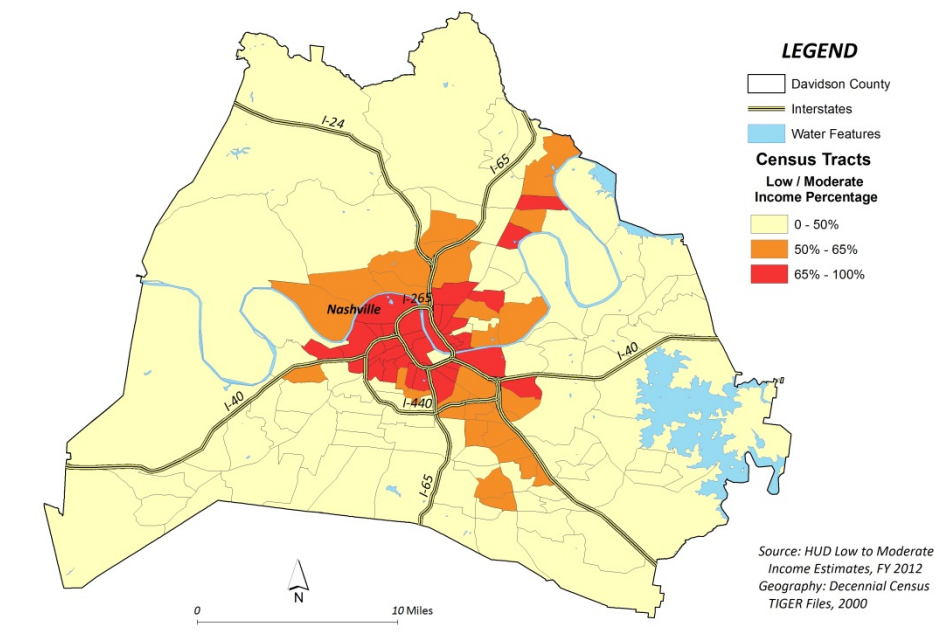 LEGEND
Davidson County
Interstates
Water Features
Census Tracts
Low / Moderate
Income Percentage
0 - 50%
50% - 65%
65% - 100%
I-24
I-65
I-265
Nashville
I-40
I-40
I-440
I-65
Source: HUD Low to Moderate
Income Estimates, FY 2012
Geography: Decennial Census
TIGER Files, 2000
N
0
10 Miles